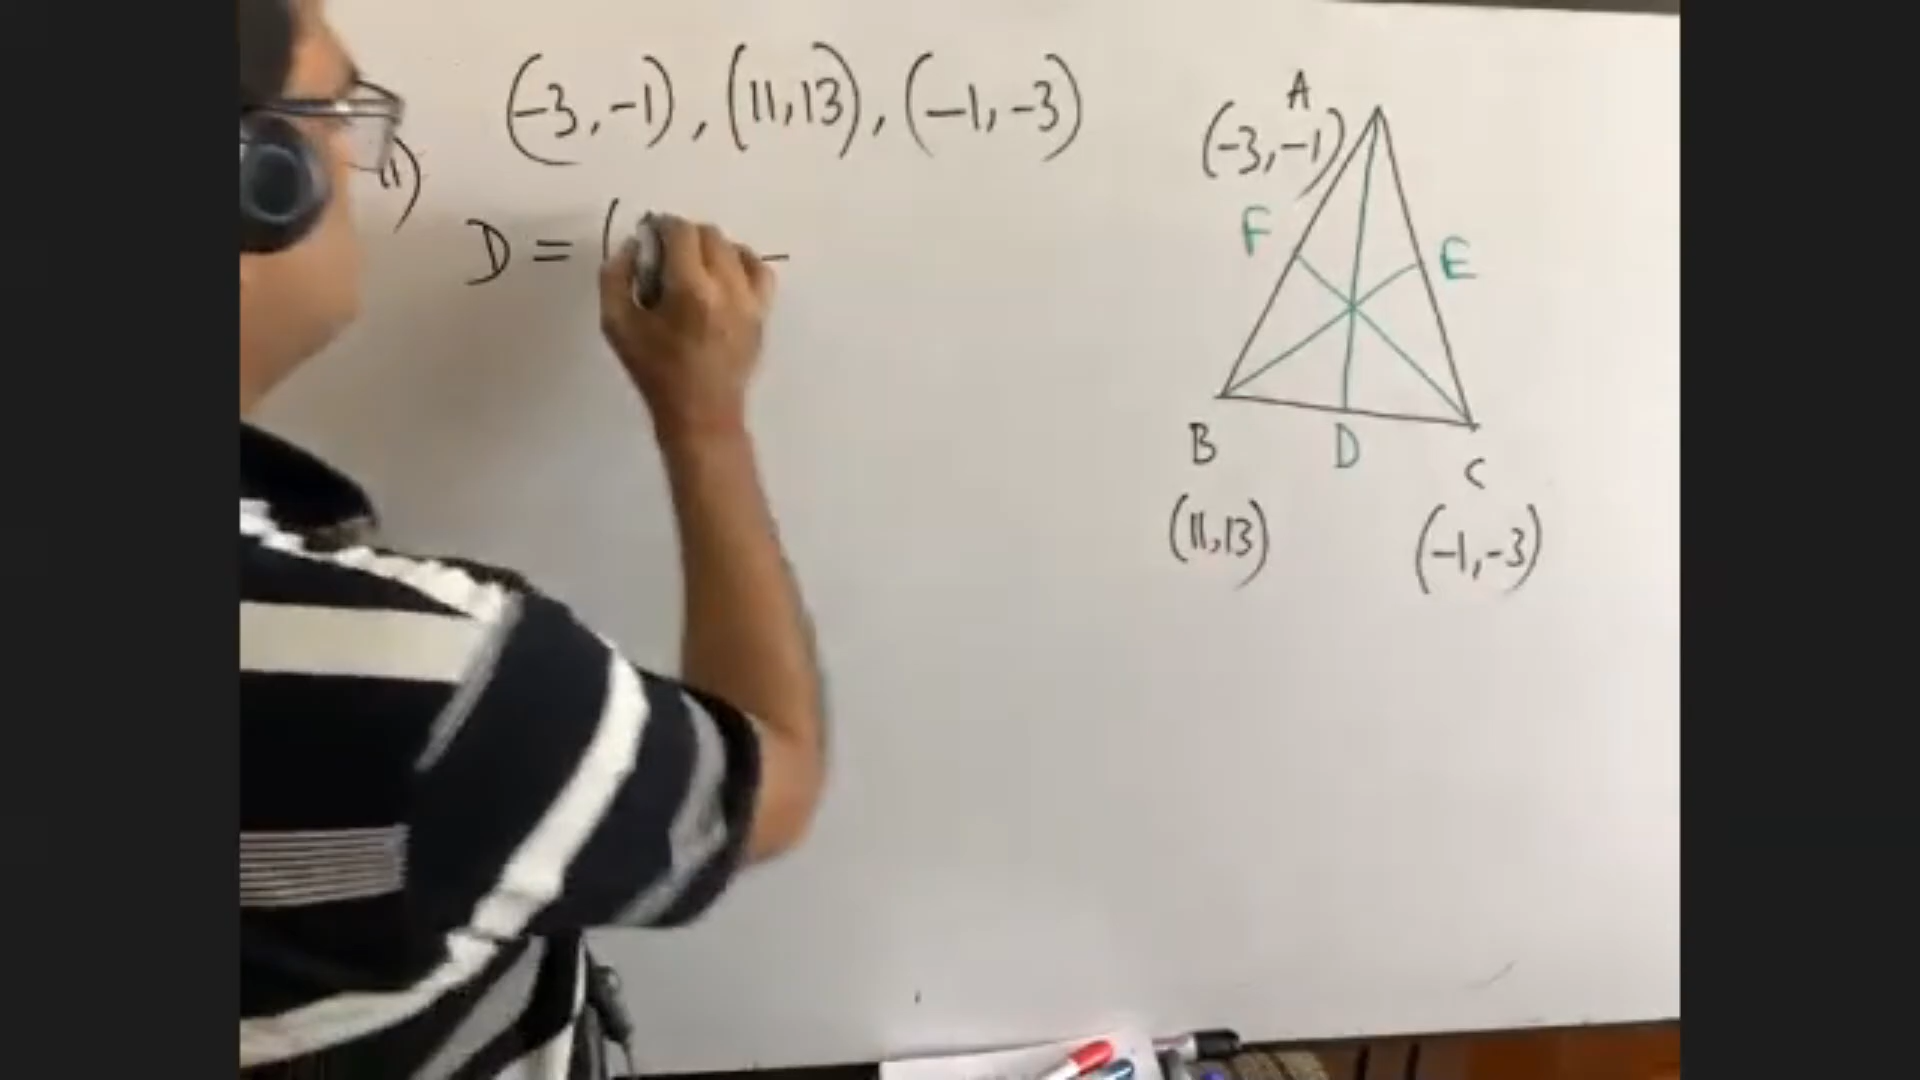 (-3,-1), (11,13), (-1,-3)
D = (
A
(-3,-1)
F
E
B
D
C
(11,13)
(-1,-3)